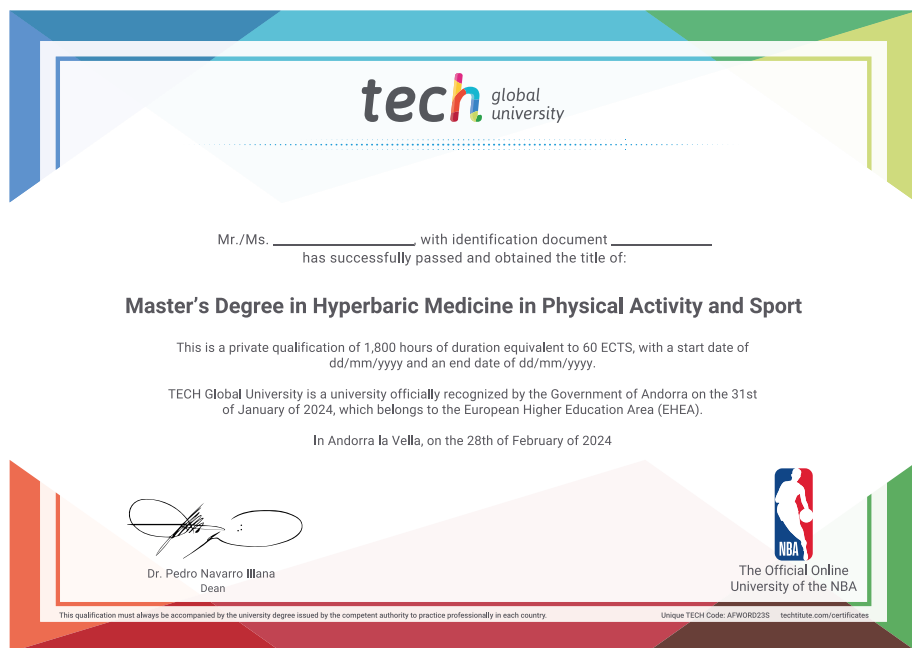 tech global university
Mr./Ms. ______________, with identification document __________
has successfully passed and obtained the title of:
Master's Degree in Hyperbaric Medicine in Physical Activity and Sport
This is a private qualification of 1,800 hours of duration equivalent to 60 ECTS, with a start date of
dd/mm/yyyy and an end date of dd/mm/yyyy.
TECH Global University is a university officially recognized by the Government of Andorra on the 31st
of January of 2024, which belongs to the European Higher Education Area (EHEA).
In Andorra la Vella, on the 28th of February of 2024
Dr. Pedro Navarro Illana
Dean
NBA
The Official Online
University of the NBA
This qualification must always be accompanied by the university degree issued by the competent authority to practice professionally in each country.
Unique TECH Code: AFWORD23S techtitute.com/certificates